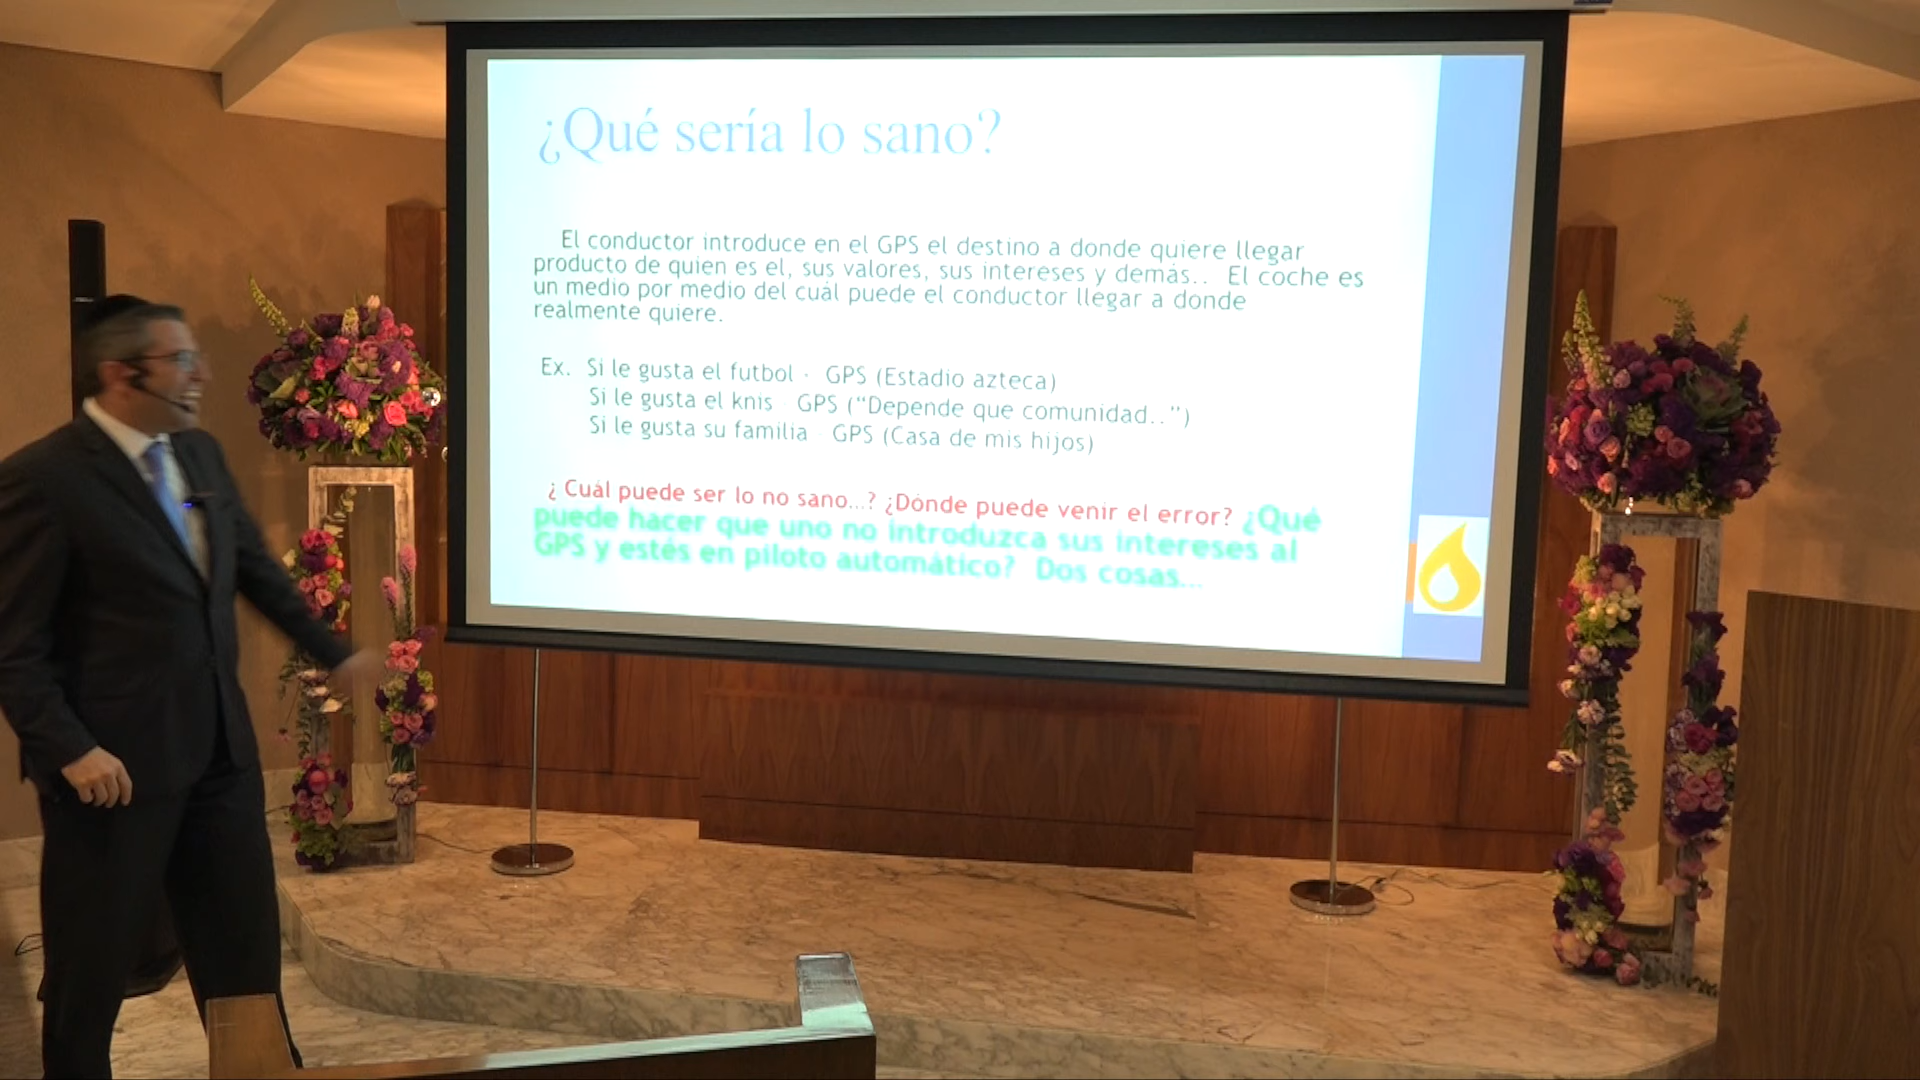 ¿Qué sería lo sano?
El conductor introduce en el GPS el destino a donde quiere llegar
producto de quien es el, sus valores, sus intereses y demás.. El coche es
un medio por medio del cuál puede el conductor llegar a donde
realmente quiere.
Ex. Si le gusta el futbol - GPS (Estadio azteca)
Si le gusta el knis - GPS ("Depende que comunidad..")
Si le gusta su familia - GPS (Casa de mis hijos)
¿ Cuál puede ser lo no sano...? ¿Dónde puede venir el error? ¿Qué
puede hacer que uno no introduzca sus intereses al
GPS y estés en piloto automático? Dos cosas...